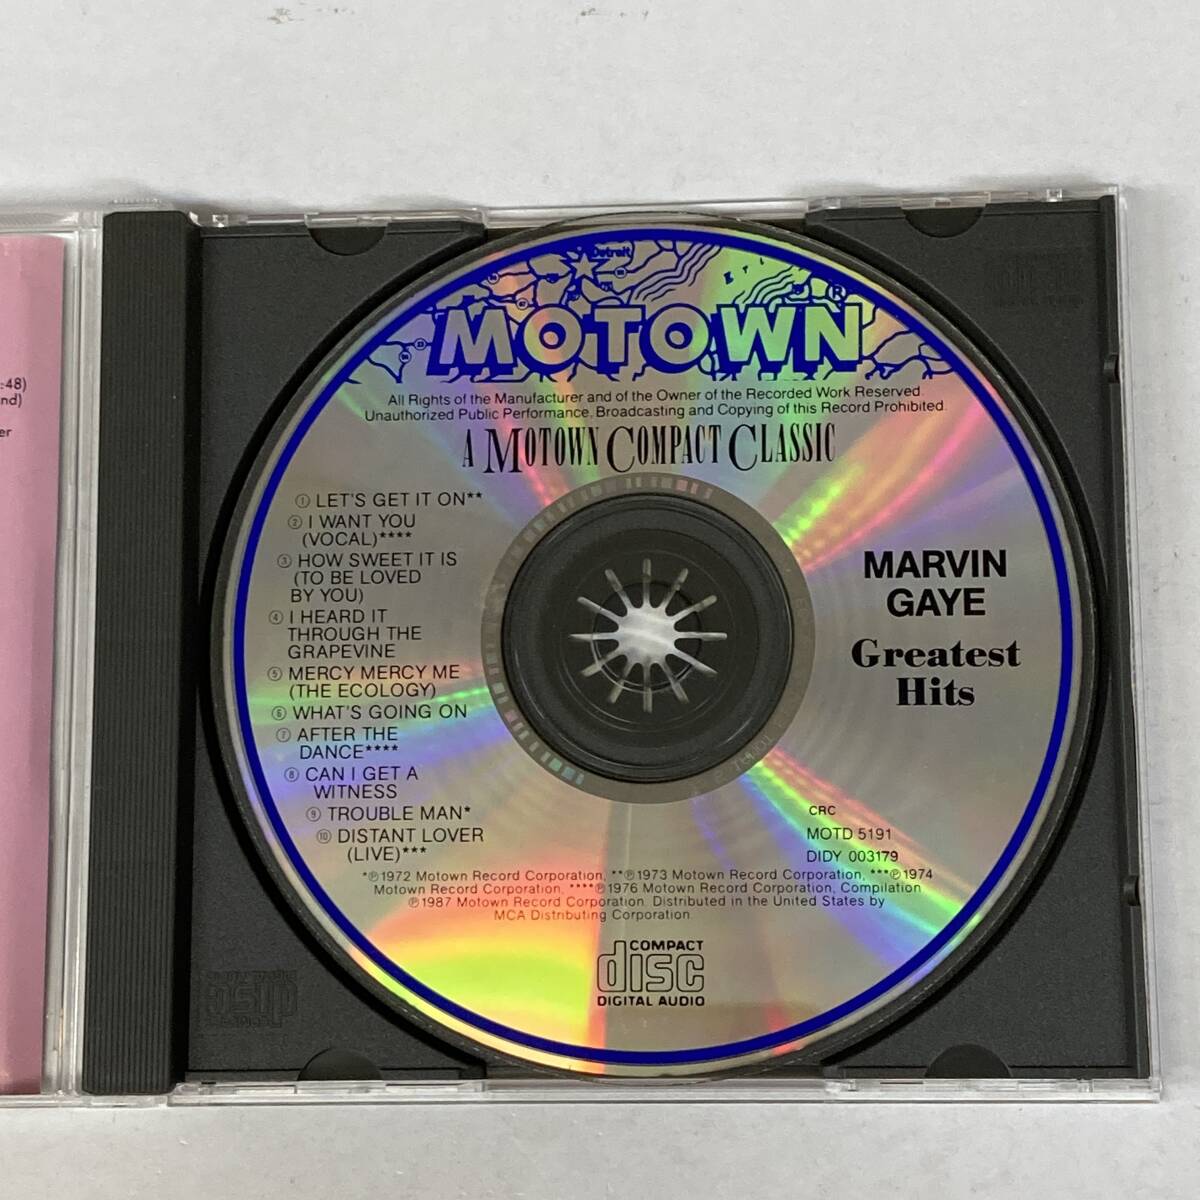 :48)
nd)
er
Detroit
MOTOWN®
All Rights of the Manufacturer and of the Owner of the Recorded Work Reserved.
Unauthorized Public Performance, Broadcasting and Copying of this Record Prohibited.
A MOTOWN COMPACT CLASSIC
① LET'S GET IT ON**
② I WANT YOU
(VOCAL)****
③ HOW SWEET IT IS
(TO BE LOVED
BY YOU)
④ I HEARD IT
THROUGH THE
GRAPEVINE
⑤ MERCY MERCY ME
(THE ECOLOGY)
⑥ WHAT'S GOING ON
⑦ AFTER THE
DANCE****
⑧ CAN I GET A
WITNESS
⑨ TROUBLE MAN*
⑩ DISTANT LOVER
(LIVE)***
MARVIN
GAYE
Greatest
Hits
CRC
MOTD 5191
DIDY 003179
*℗1972 Motown Record Corporation, **℗1973 Motown Record Corporation, ***℗1974
Motown Record Corporation, ****℗1976 Motown Record Corporation, Compilation
℗1987 Motown Record Corporation. Distributed in the United States by
MCA Distributing Corporation.
COMPACT
disc
DIGITAL AUDIO